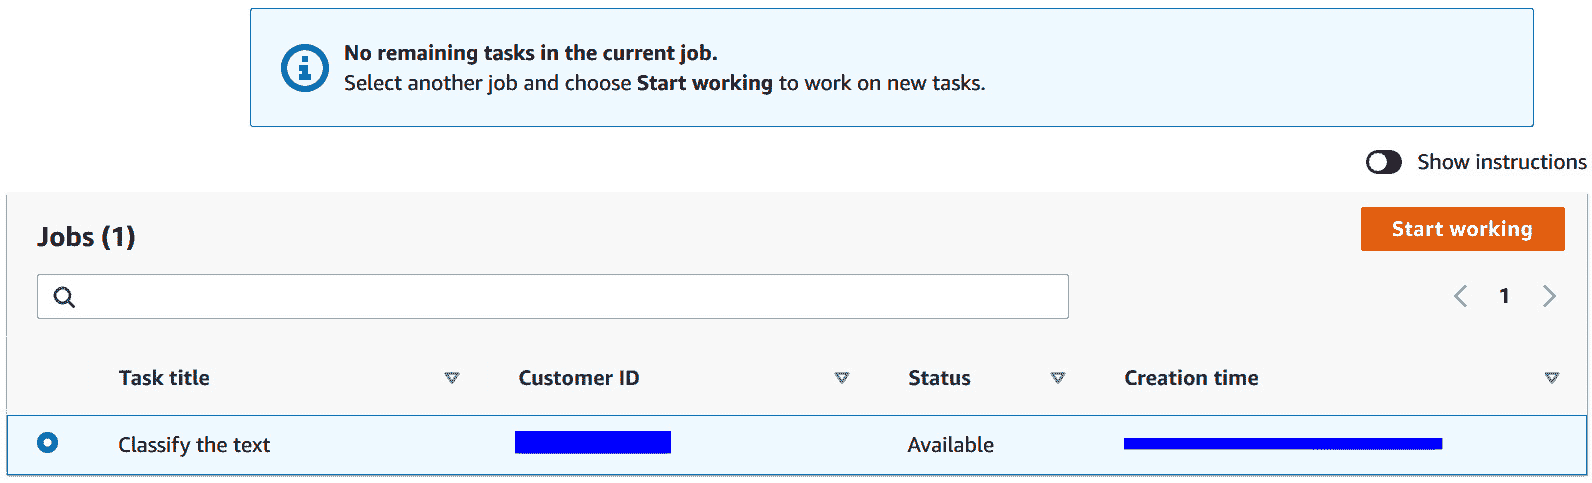 No remaining tasks in the current job.
Select another job and choose Start working to work on new tasks.
Show instructions
Jobs (1)
Start working
1
Task title Customer ID Status Creation time
Classify the text Available